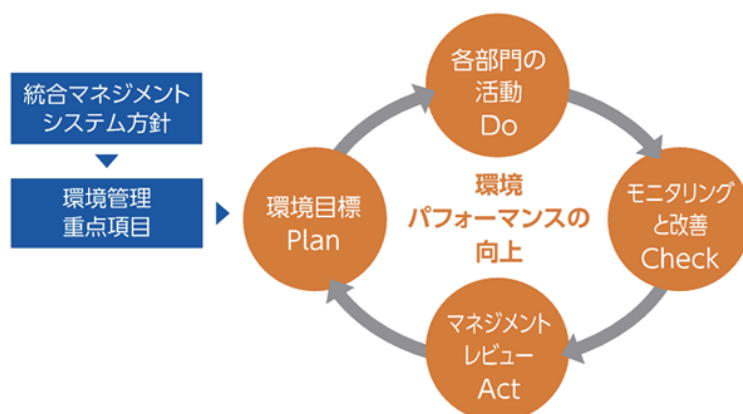 統合マネジメント
システム方針
環境管理
重点項目
環境目標
Plan
各部門の
活動
Do
モニタリング
と改善
Check
マネジメント
レビュー
Act
環境
パフォーマンスの
向上